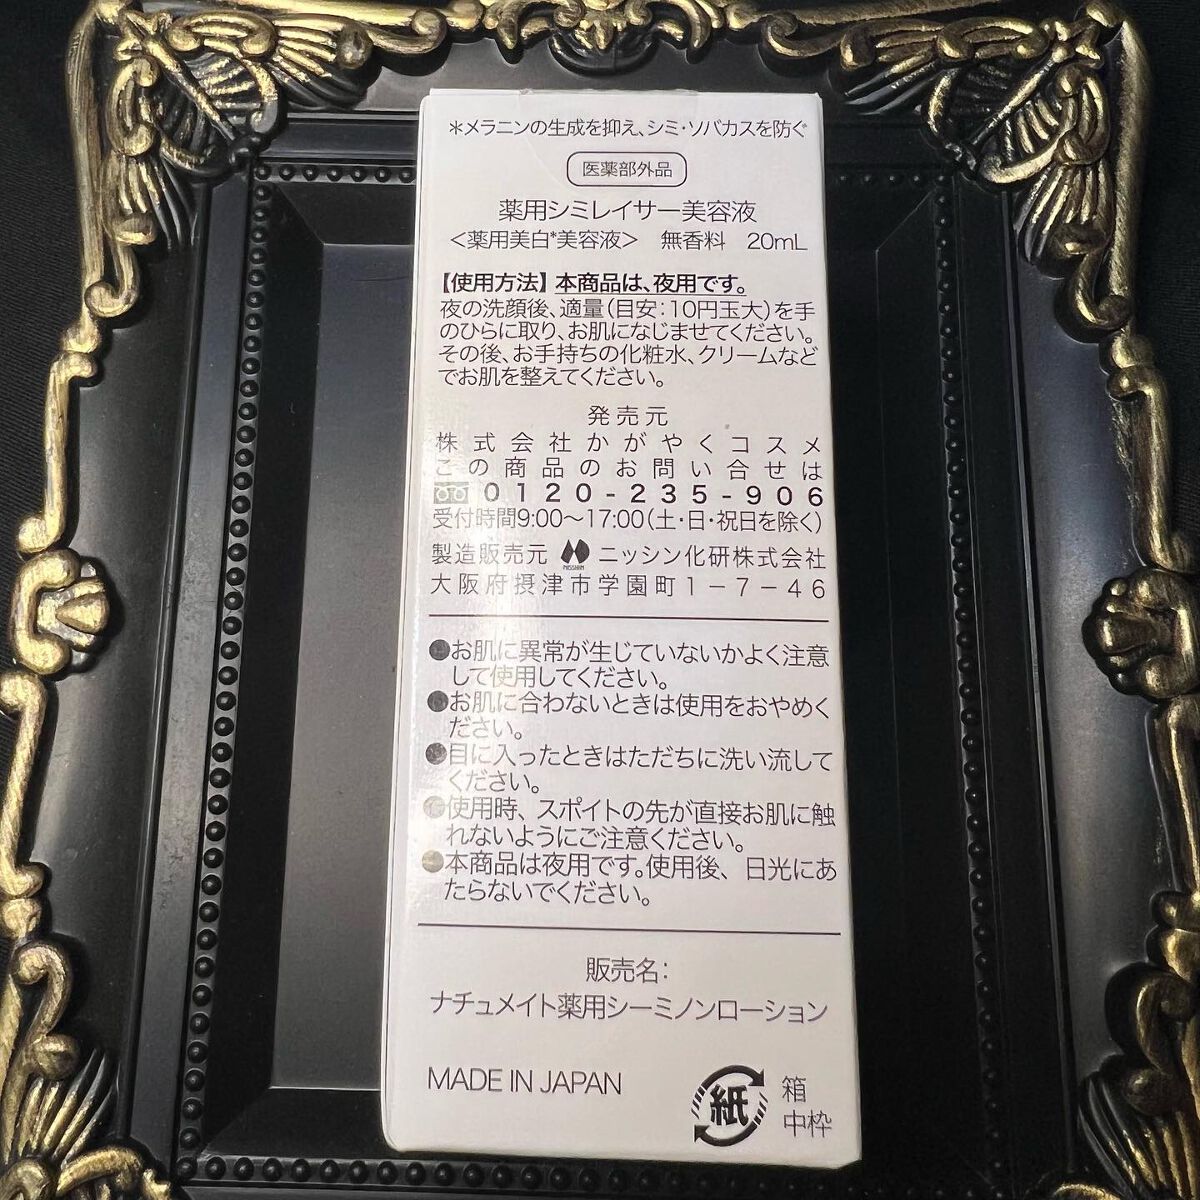 ＊メラニンの生成を抑え、シミ・ソバカスを防ぐ
医薬部外品
薬用シミレイサー美容液
＜薬用美白*美容液＞ 無香料 20mL
【使用方法】本商品は、夜用です。
夜の洗顔後、適量（目安：10円玉大）を手
のひらに取り、お肌になじませてください。
その後、お手持ちの化粧水、クリームなど
でお肌を整えてください。
発売元
株式会社かがやくコスメ
この商品のお問い合せは
0120-235-906
受付時間9:00～17:00（土・日・祝日を除く）
製造販売元 NISSHIN ニッシン化研株式会社
大阪府摂津市学園町1－7－46
●お肌に異常が生じていないかよく注意
して使用してください。
●お肌に合わないときは使用をおやめく
ださい。
●目に入ったときはただちに洗い流して
ください。
●使用時、スポイトの先が直接お肌に触
れないようにご注意ください。
●本商品は夜用です。使用後、日光にあ
たらないでください。
販売名：
ナチュメイト薬用シーミノンローション
MADE IN JAPAN
紙 箱
中枠